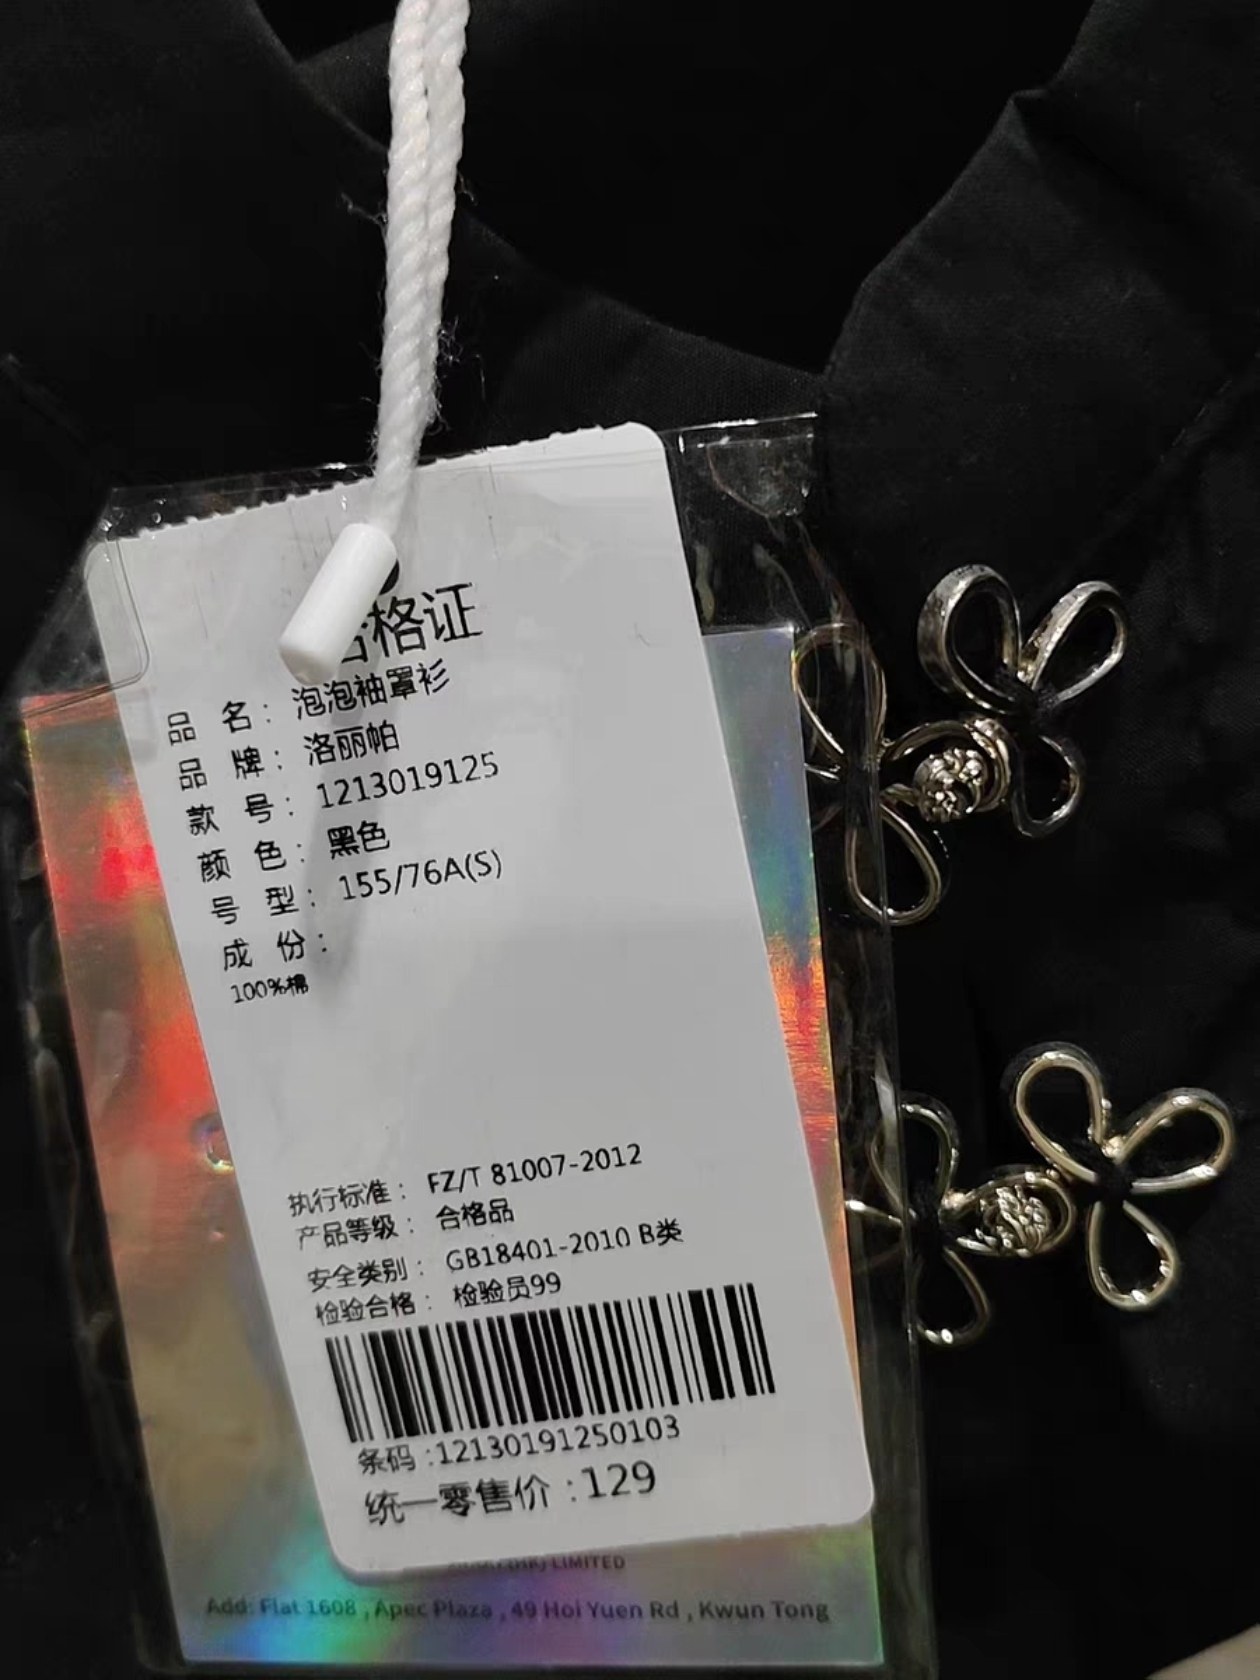 合格证
品 名： 泡泡袖罩衫
品 牌： 洛丽帕
款 号： 1213019125
颜 色： 黑色
号 型： 155/76A(S)
成 份：
100%棉
执行标准： FZ/T 81007-2012
产品等级： 合格品
安全类别： GB18401-2010 B类
检验合格： 检验员99
条码 :12130191250103
统一零售价 :129
LIMITED
Add: Flat 1608 , Apec Plaza , 49 Hoi Yuen Rd , Kwun Tong